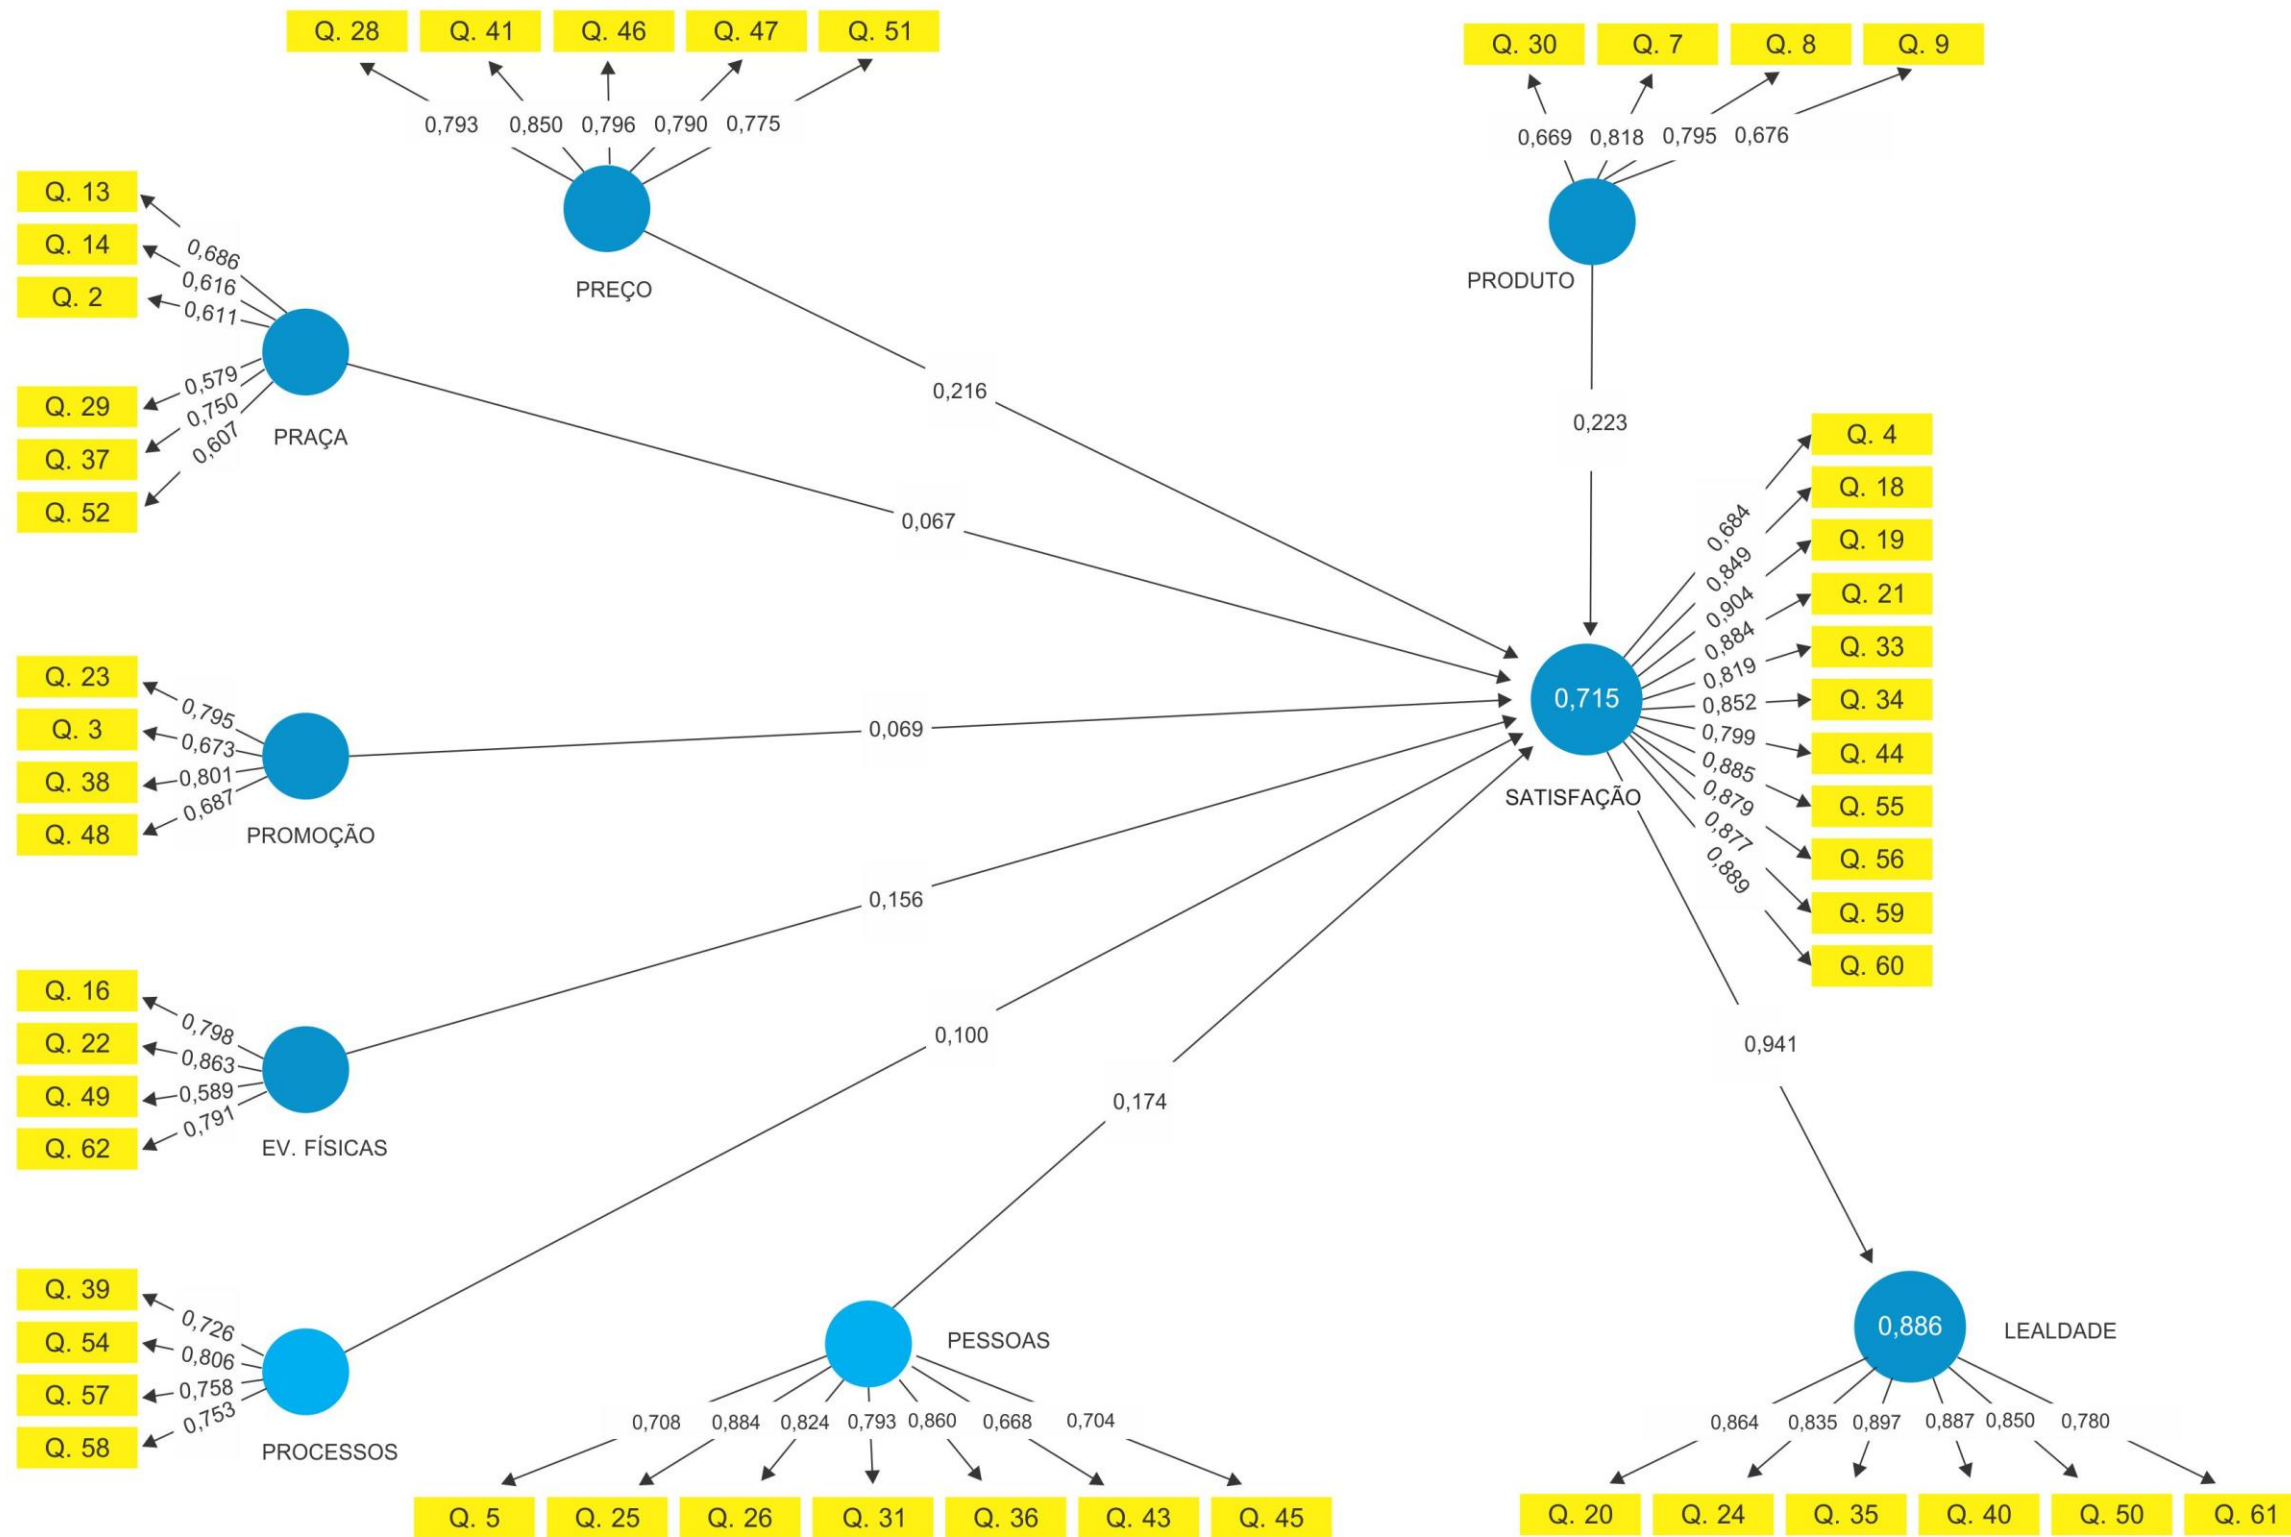 Q. 28 Q. 41 Q. 46 Q. 47 Q. 51
0,793 0,850 0,796 0,790 0,775
PREÇO
Q. 30 Q. 7 Q. 8 Q. 9
0,669 0,818 0,795 0,676
PRODUTO
Q. 13
Q. 14
Q. 2
Q. 29
Q. 37
Q. 52
0,686
0,616
0,611
0,579
0,750
0,607
PRAÇA
0,216
0,223
0,067
Q. 23
Q. 3
Q. 38
Q. 48
0,795
0,673
0,801
0,687
PROMOÇÃO
0,069
0,715
SATISFAÇÃO
0,684
0,849
0,904
0,884
0,819
0,852
0,799
0,885
0,879
0,877
0,889
Q. 4
Q. 18
Q. 19
Q. 21
Q. 33
Q. 34
Q. 44
Q. 55
Q. 56
Q. 59
Q. 60
0,156
Q. 16
Q. 22
Q. 49
Q. 62
0,798
0,863
0,589
0,791
EV. FÍSICAS
0,100
0,174
0,941
Q. 39
Q. 54
Q. 57
Q. 58
0,726
0,806
0,758
0,753
PROCESSOS
PESSOAS
0,708 0,884 0,824 0,793 0,860 0,668 0,704
Q. 5 Q. 25 Q. 26 Q. 31 Q. 36 Q. 43 Q. 45
0,886
LEALDADE
0,864 0,835 0,897 0,887 0,850 0,780
Q. 20 Q. 24 Q. 35 Q. 40 Q. 50 Q. 61